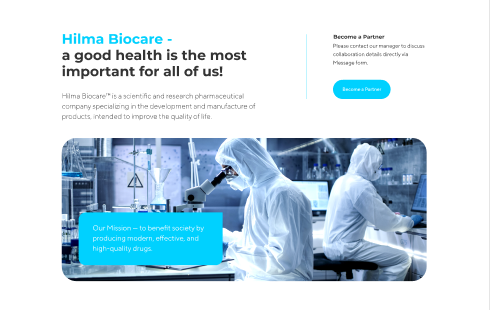 Hilma Biocare -
a good health is the most
important for all of us!
Hilma Biocare™ is a scientific and research pharmaceutical
company specializing in the development and manufacture of
products, intended to improve the quality of life.
Become a Partner
Please contact our manager to discuss
collaboration details directly via
Message form.
Become a Partner
Our Mission — to benefit society by
producing modern, effective, and
high-quality drugs.